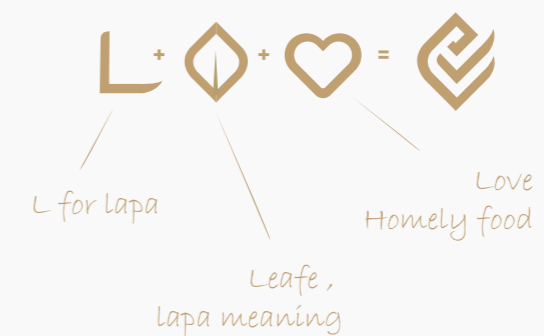 L + + =
L for lapa
Love
Homely food
Leafe ,
lapa meaning